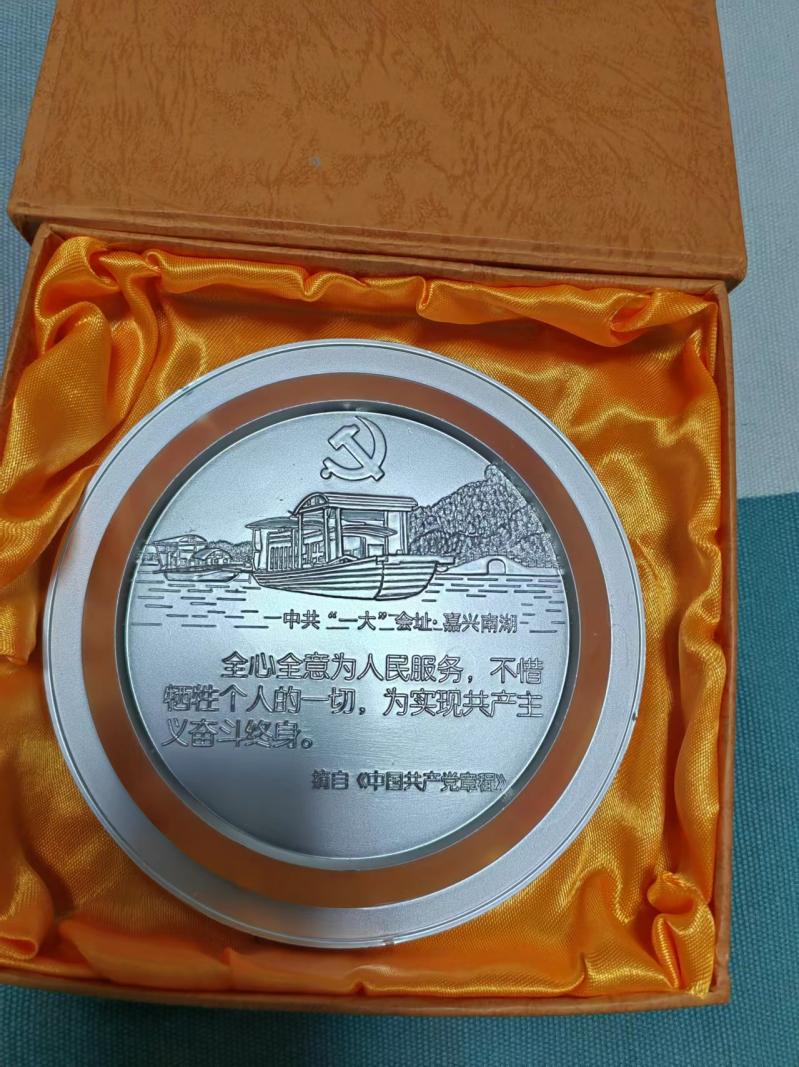 中共“一大”会址·嘉兴南湖
全心全意为人民服务，不惜
牺牲个人的一切，为实现共产主
义奋斗终身。
摘自《中国共产党章程》